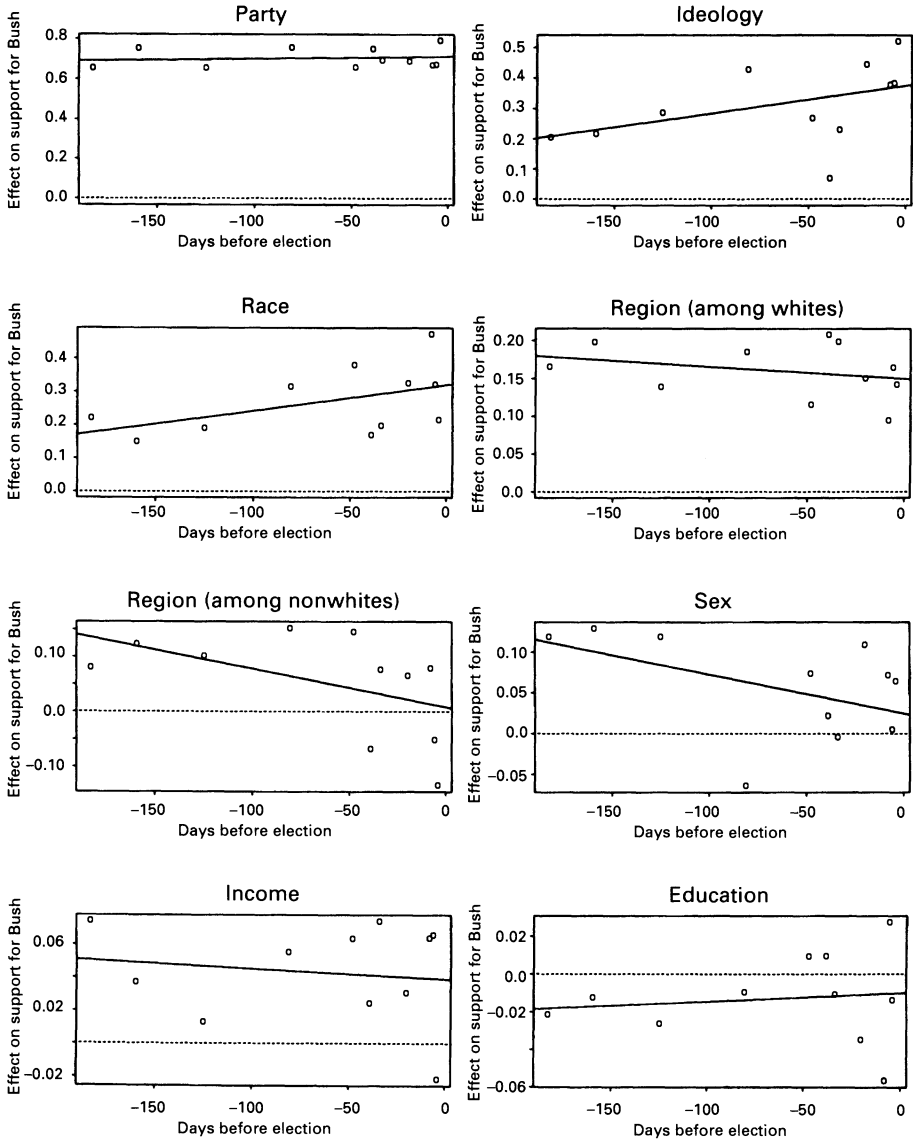 Party
Effect on support for Bush
0.8
0.6
0.4
0.2
0.0
−150
−100
−50
0
Days before election
Ideology
Effect on support for Bush
0.5
0.4
0.3
0.2
0.1
0.0
−150
−100
−50
0
Days before election
Race
Effect on support for Bush
0.4
0.3
0.2
0.1
0.0
−150
−100
−50
0
Days before election
Region (among whites)
Effect on support for Bush
0.20
0.15
0.10
0.05
0.0
−150
−100
−50
0
Days before election
Region (among nonwhites)
Effect on support for Bush
0.10
0.0
−0.10
−150
−100
−50
0
Days before election
Sex
Effect on support for Bush
0.10
0.05
0.0
−0.05
−150
−100
−50
0
Days before election
Income
Effect on support for Bush
0.06
0.02
−0.02
−150
−100
−50
0
Days before election
Education
Effect on support for Bush
0.02
0.0
−0.02
−0.06
−150
−100
−50
0
Days before election